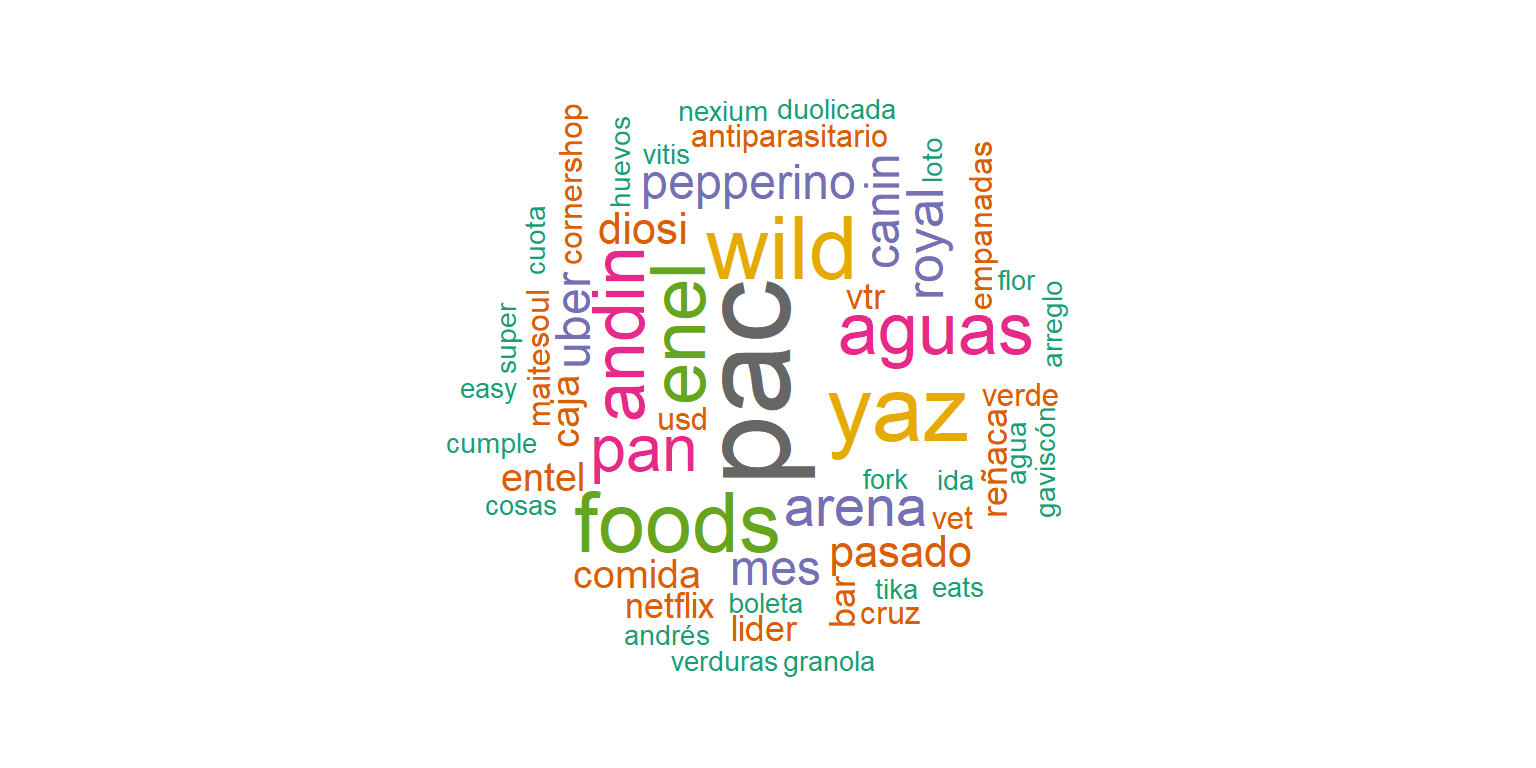 nexium
duolicada
antiparasitario
cornershop
huevos
vitis
pepperino
canin
royal
loto
empanadas
cuota
diosi
wild
flor
andin
enel
pac
vtr
aguas
arreglo
super
maitesoul
uber
easy
caja
usd
yaz
verde
reñaca
agua
gaviscón
cumple
pan
entel
fork
ida
cosas
foods
arena
vet
pasado
comida
mes
bar
tika
eats
netflix
boleta
cruz
andrés
lider
verduras
granola